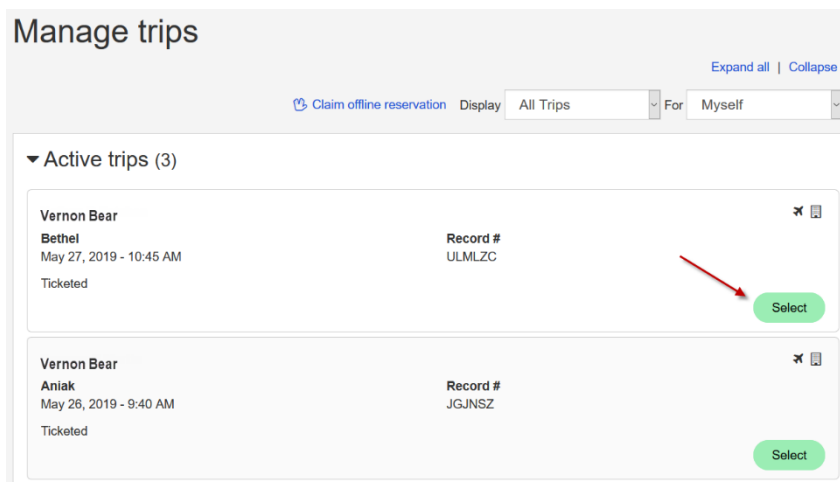 Manage trips
Expand all | Collapse
Claim offline reservation Display All Trips For Myself
Active trips (3)
Vernon Bear
Bethel Record #
May 27, 2019 - 10:45 AM ULMLZC
Ticketed
Select
Vernon Bear
Aniak Record #
May 26, 2019 - 9:40 AM JGJNSZ
Ticketed
Select